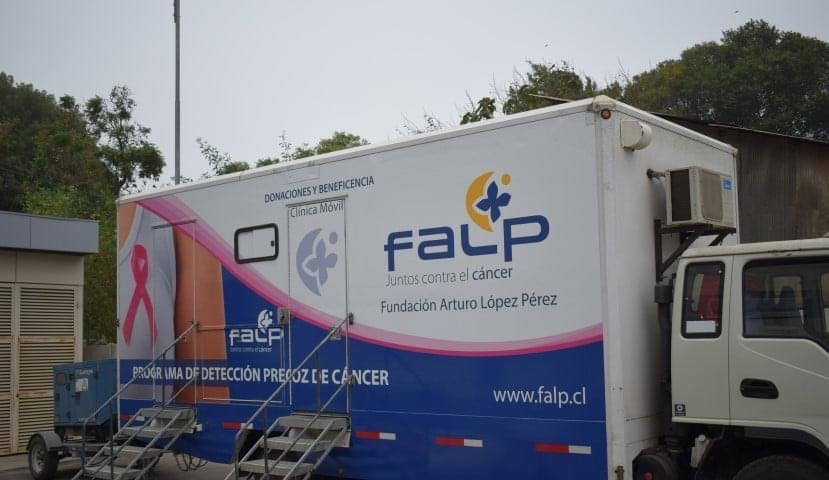 DONACIONES Y BENEFICENCIA
Clínica Móvil
falp
Juntos contra el cáncer
Fundación Arturo López Pérez
falp
Juntos contra el cáncer
PROGRAMA DE DETECCIÓN PRECOZ DE CÁNCER
www.falp.cl